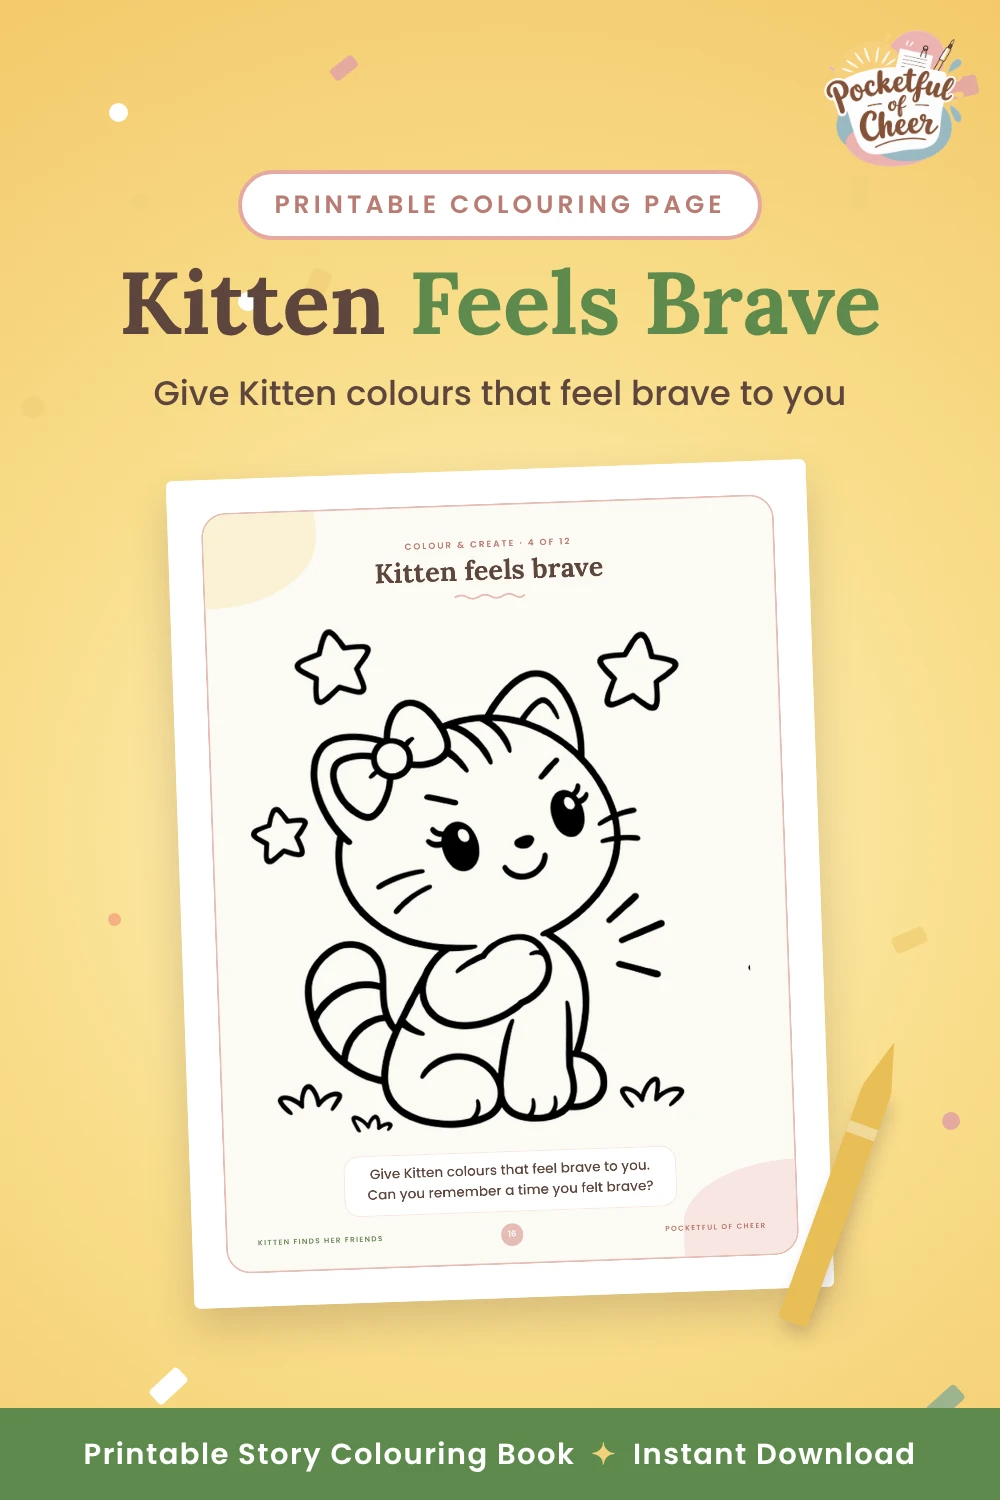 Pocketful
of
Cheer
PRINTABLE COLOURING PAGE
Kitten Feels Brave
Give Kitten colours that feel brave to you
COLOUR & CREATE · 4 OF 12
Kitten feels brave
Give Kitten colours that feel brave to you.
Can you remember a time you felt brave?
KITTEN FINDS HER FRIENDS
16
POCKETFUL OF CHEER
Printable Story Colouring Book ✦ Instant Download